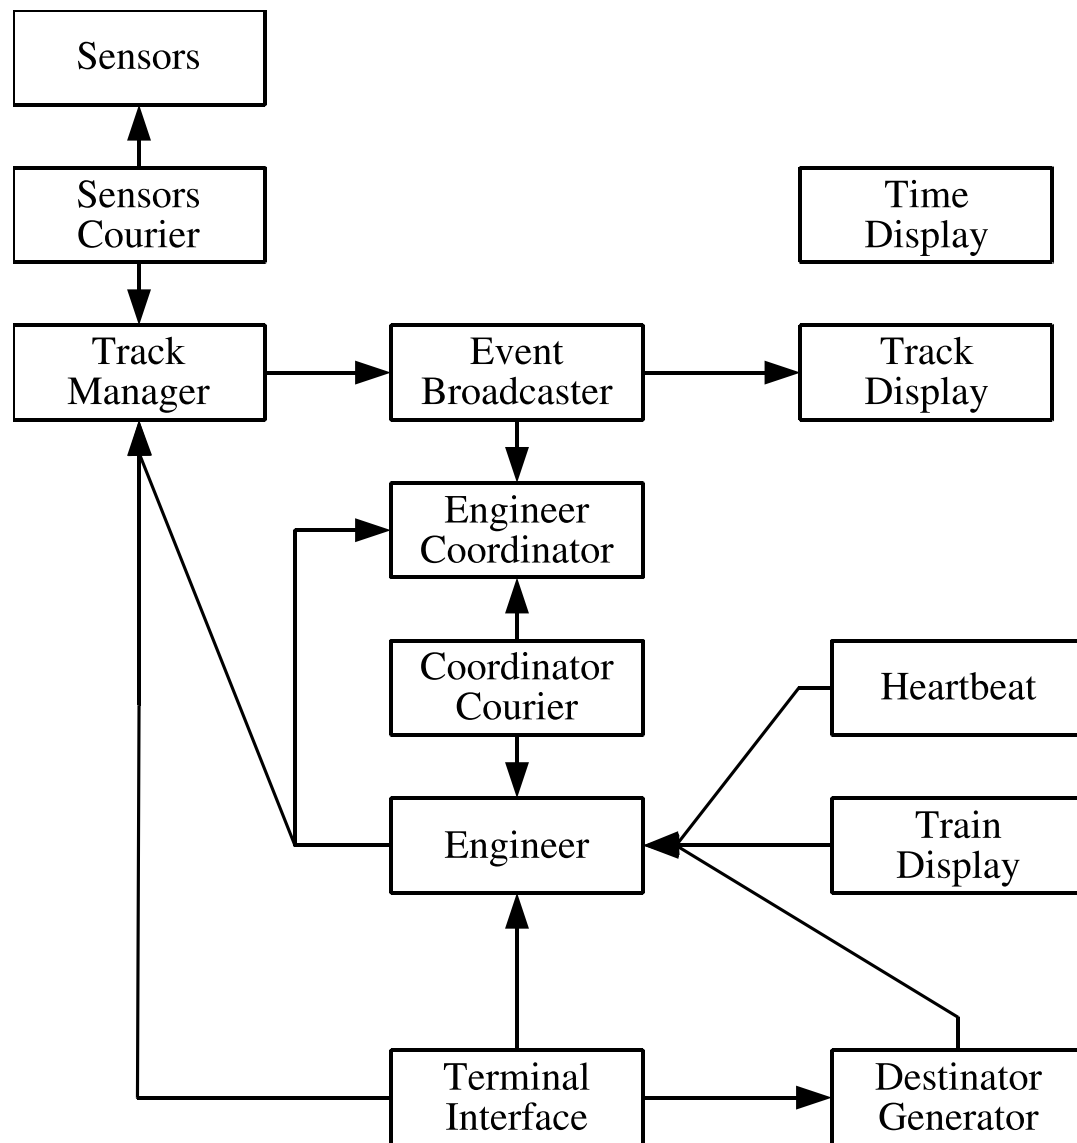 Sensors
Sensors
Courier
Time
Display
Track
Manager
Event
Broadcaster
Track
Display
Engineer
Coordinator
Coordinator
Courier
Heartbeat
Engineer
Train
Display
Terminal
Interface
Destinator
Generator